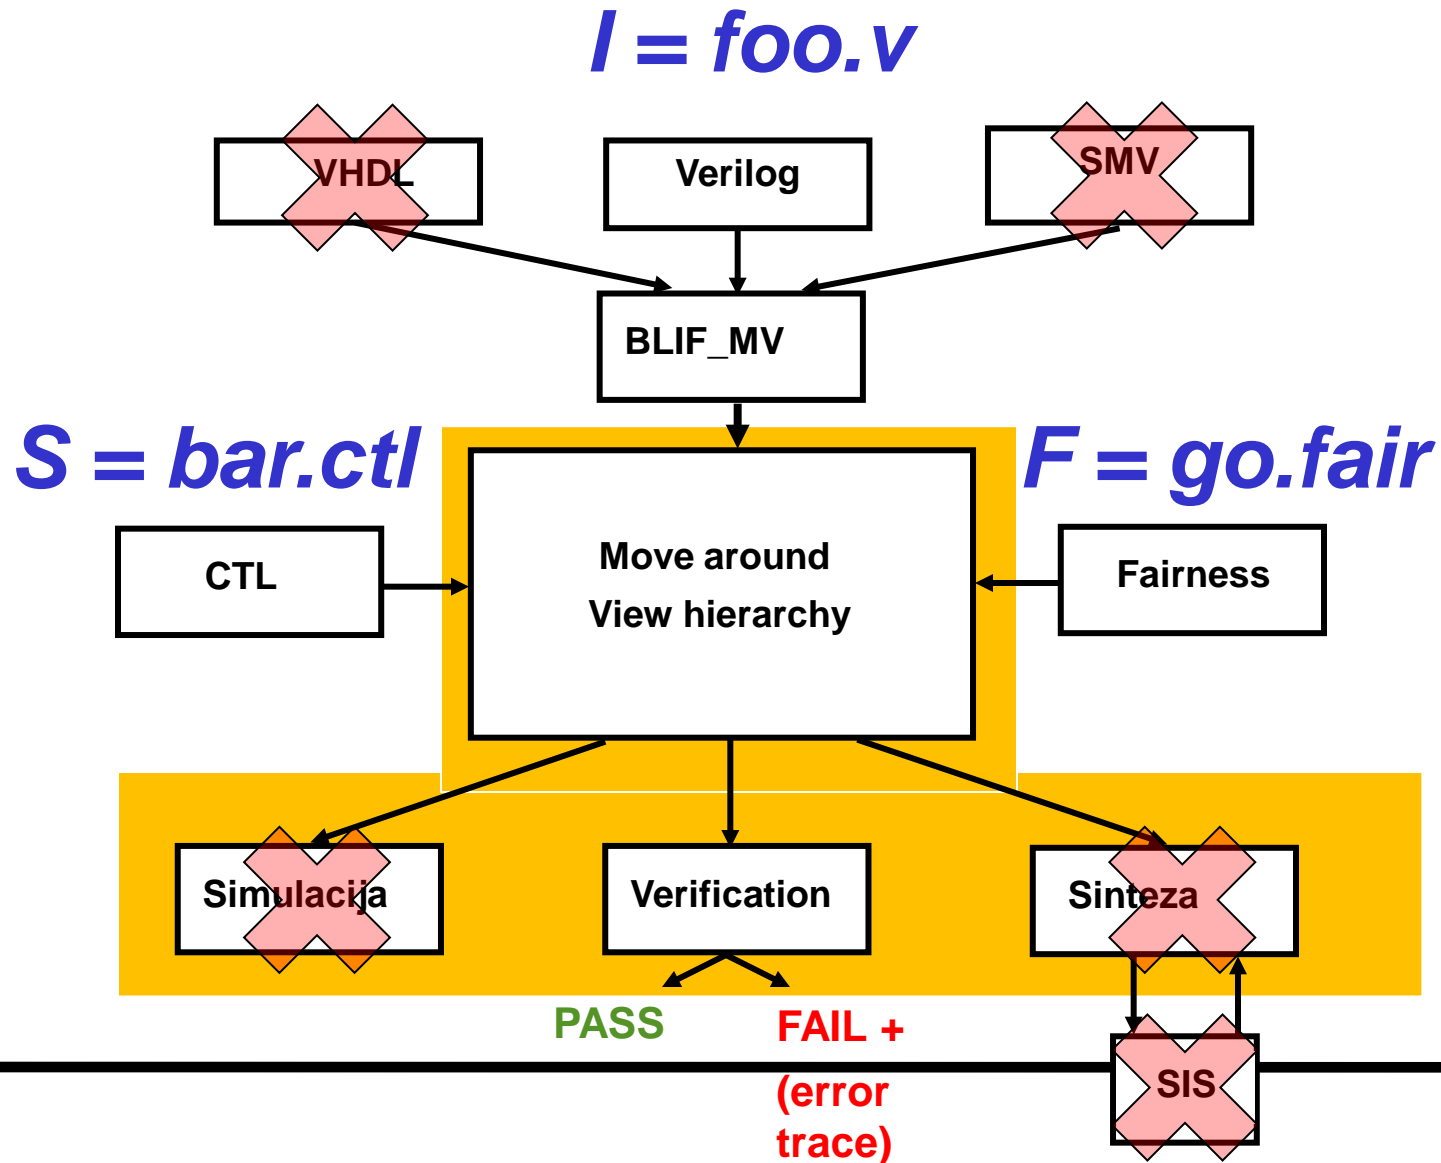 I = foo.v
VHDL
Verilog
SMV
BLIF_MV
S = bar.ctl
F = go.fair
CTL
Move around
View hierarchy
Fairness
Simulacija
Verification
Sinteza
PASS
FAIL +
(error
trace)
SIS